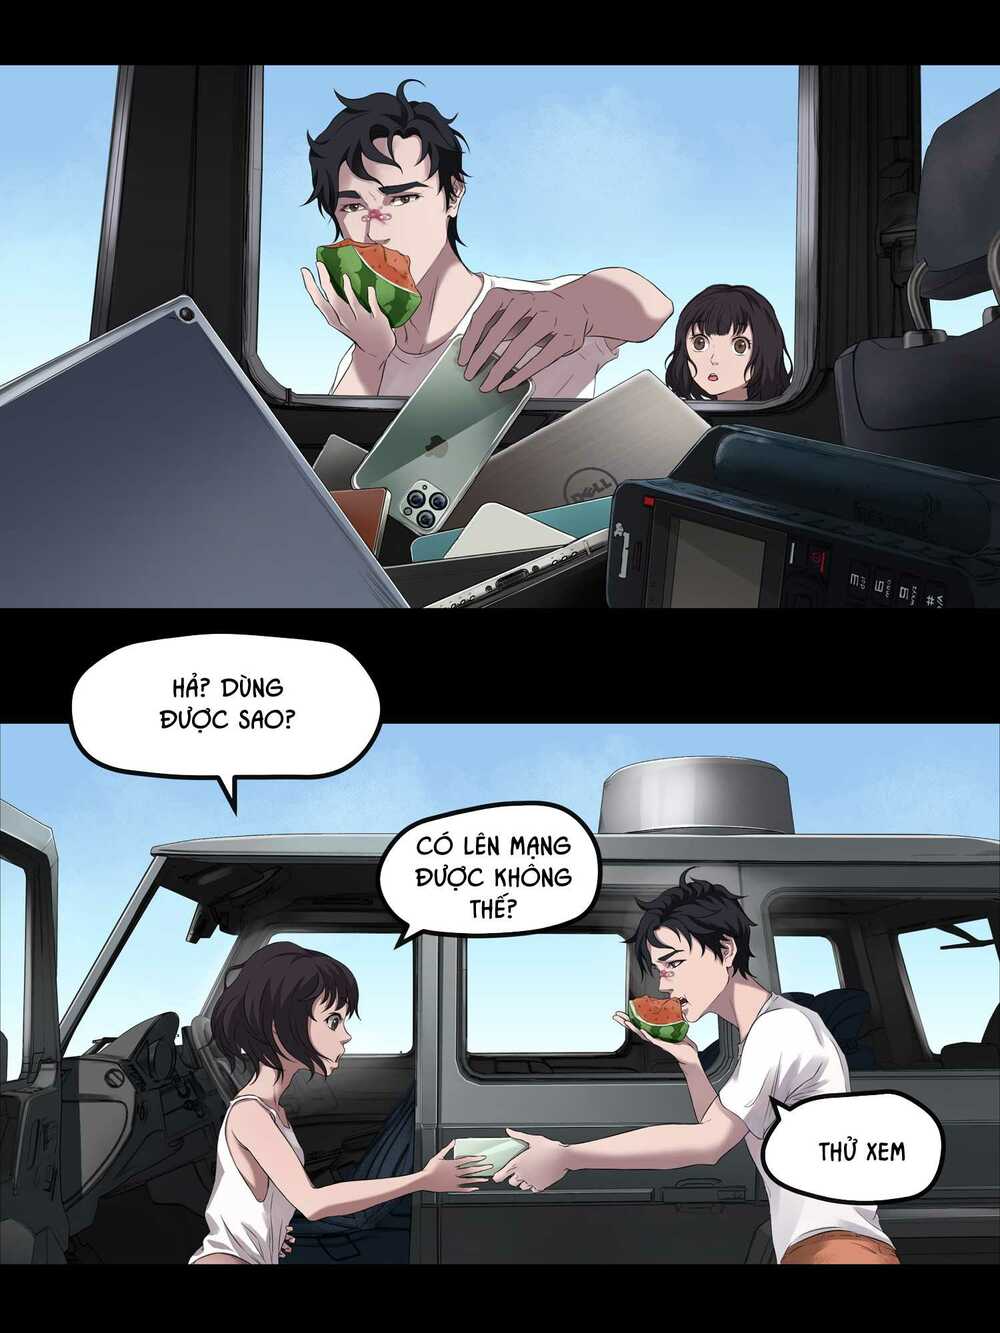 DELL
HẢ? DÙNG
ĐƯỢC SAO?
CÓ LÊN MẠNG
ĐƯỢC KHÔNG
THẾ?
THỬ XEM